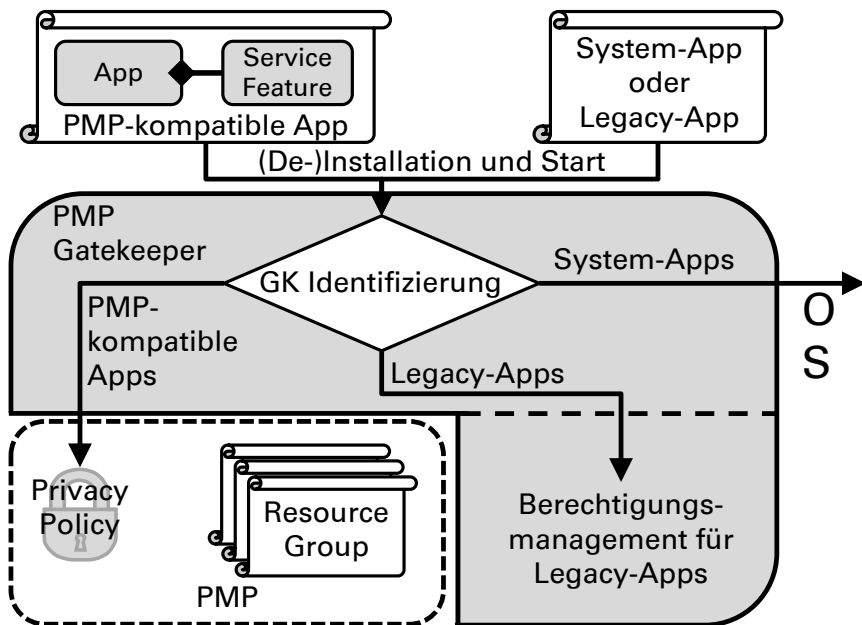 App
Service
Feature
PMP-kompatible App
System-App
oder
Legacy-App
(De-)Installation und Start
PMP
Gatekeeper
GK Identifizierung
System-Apps
O
S
PMP-
kompatible
Apps
Legacy-Apps
Privacy
Policy
Resource
Group
PMP
Berechtigungs-
management für
Legacy-Apps